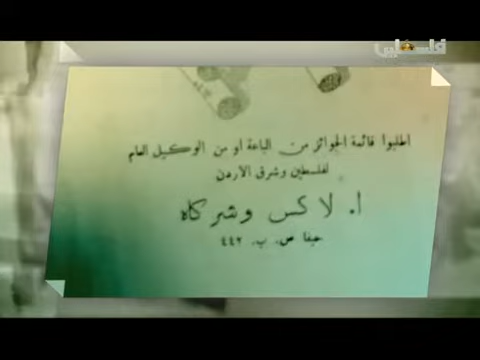 فلسطيني
اطلبوا قائمة الجوائز من الباعة او من الوكيل العام
لفلسطين وشرق الاردن
ا. لاكس وشركاه
حيفا ص. ب. ٤٤٢